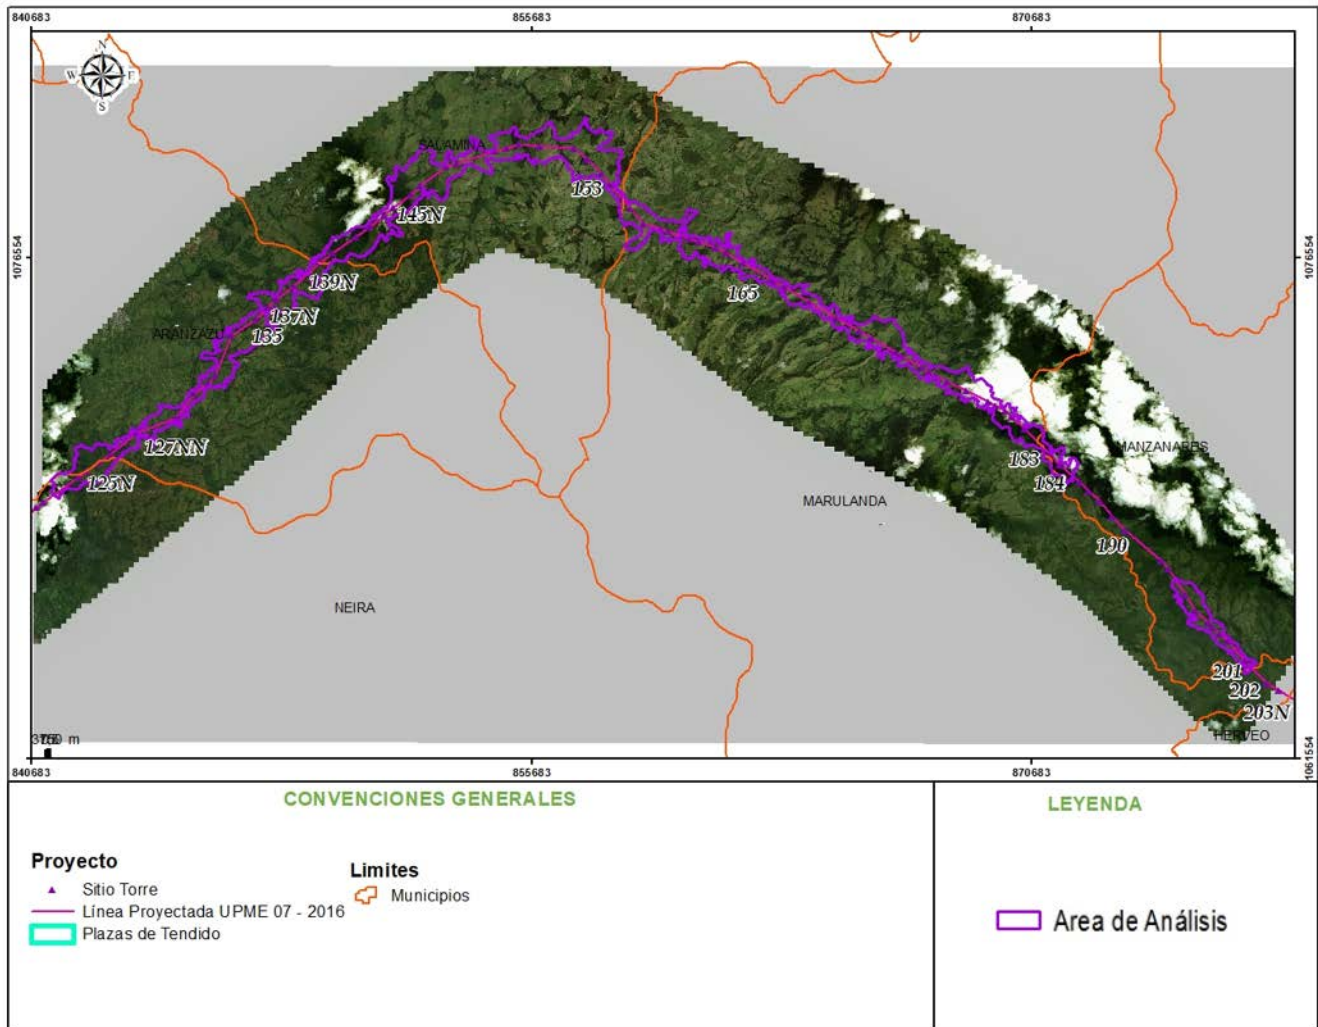 840683
855683
870683
N
W E
S
SALAMINA
153
145N
1076554
1076554
139N
137N
135
ARANZAZU
165
127NN
125N
183
184
MANZANARES
MARULANDA
190
NEIRA
201
202
203N
HERVEO
m
840683
855683
870683
1061554
CONVENCIONES GENERALES
LEYENDA
Proyecto
Sitio Torre
Línea Proyectada UPME 07 - 2016
Plazas de Tendido
Limites
Municipios
Area de Análisis